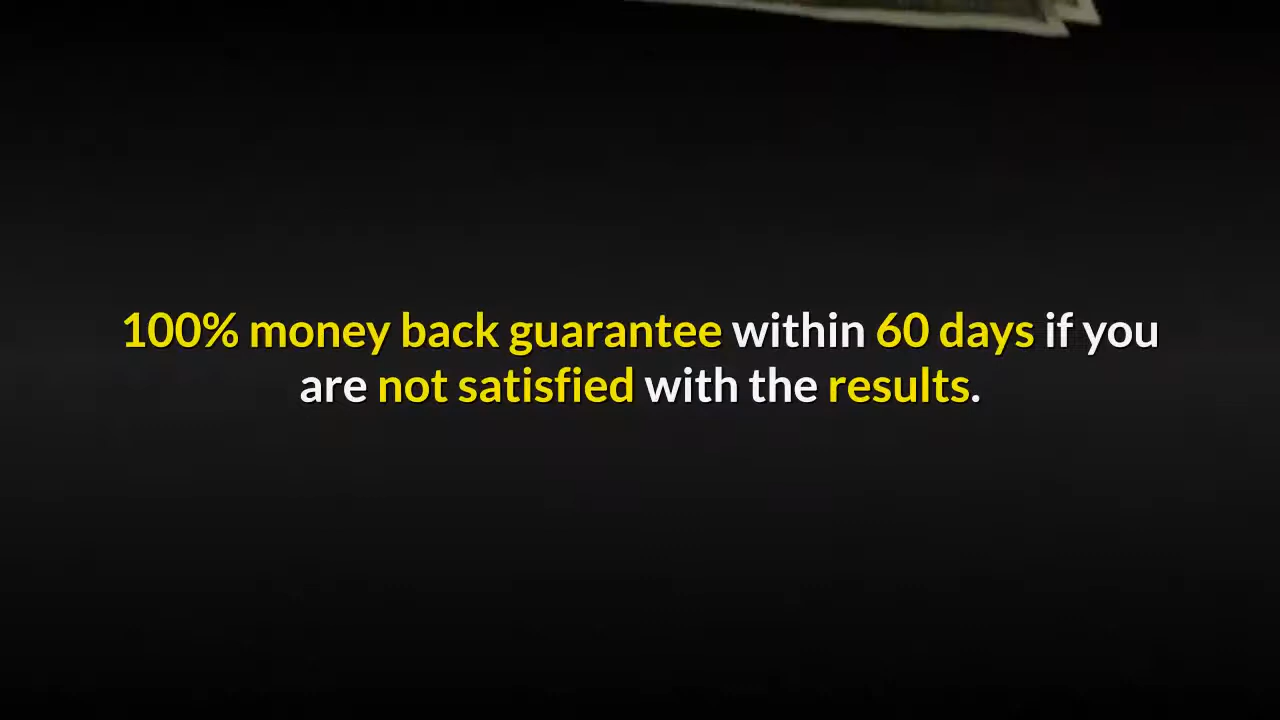 100% money back guarantee within 60 days if you
are not satisfied with the results.